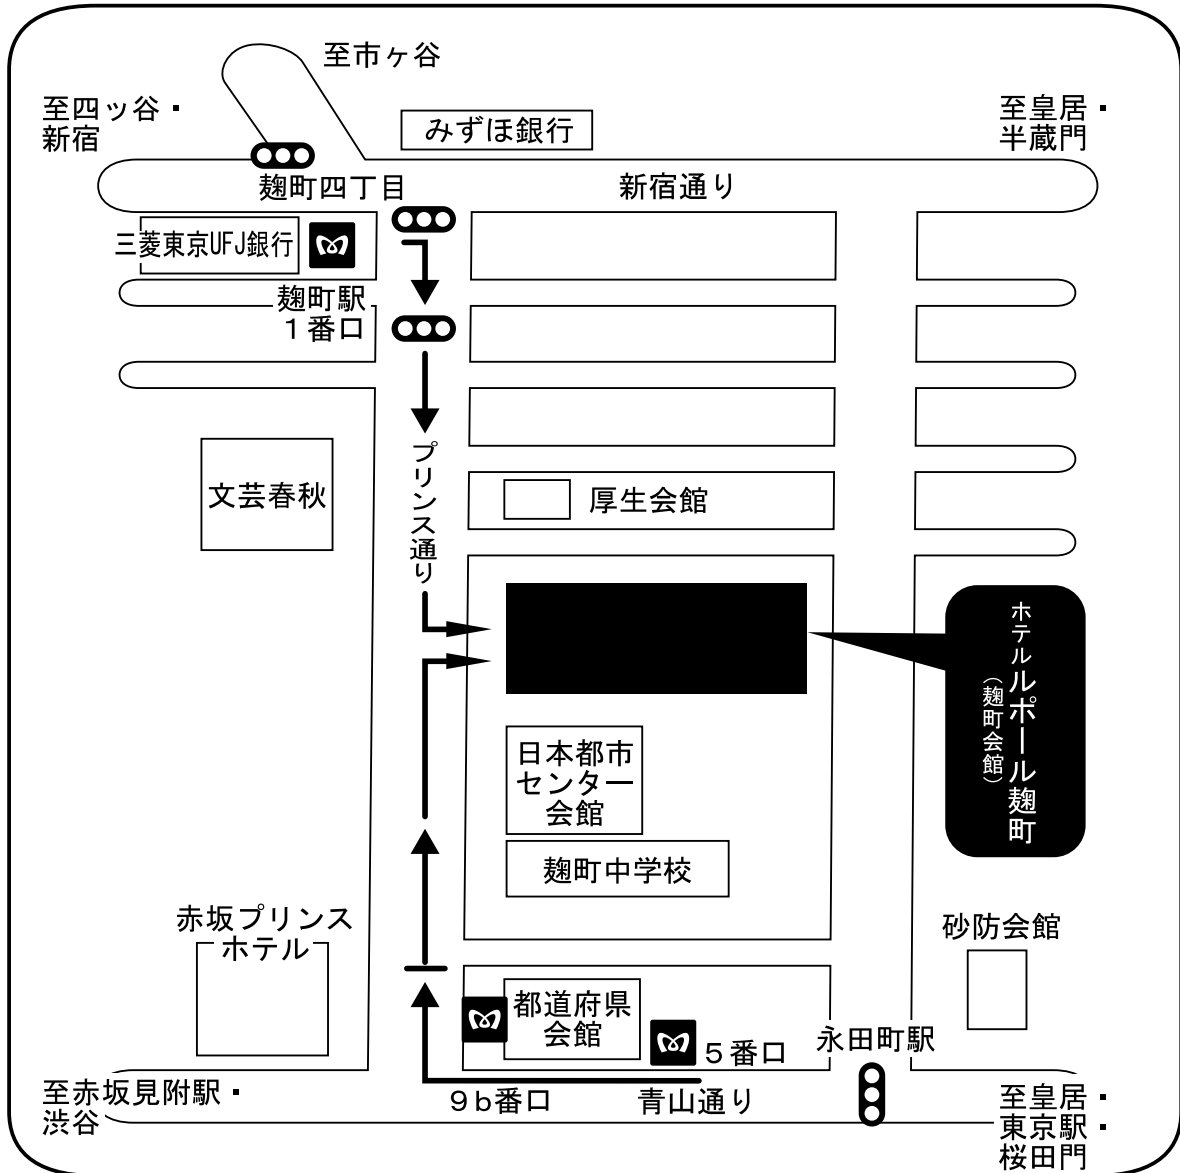 至市ヶ谷
至四ッ谷・
新宿
みずほ銀行
至皇居・
半蔵門
麹町四丁目
新宿通り
三菱東京UFJ銀行
麹町駅
1番口
プリンス通り
文芸春秋
厚生会館
ホテルルポール麹町
（麹町会館）
日本都市
センター
会館
麹町中学校
赤坂プリンス
ホテル
砂防会館
都道府県
会館
5番口
永田町駅
至赤坂見附駅・
渋谷
9b番口
青山通り
至皇居・
東京駅・
桜田門